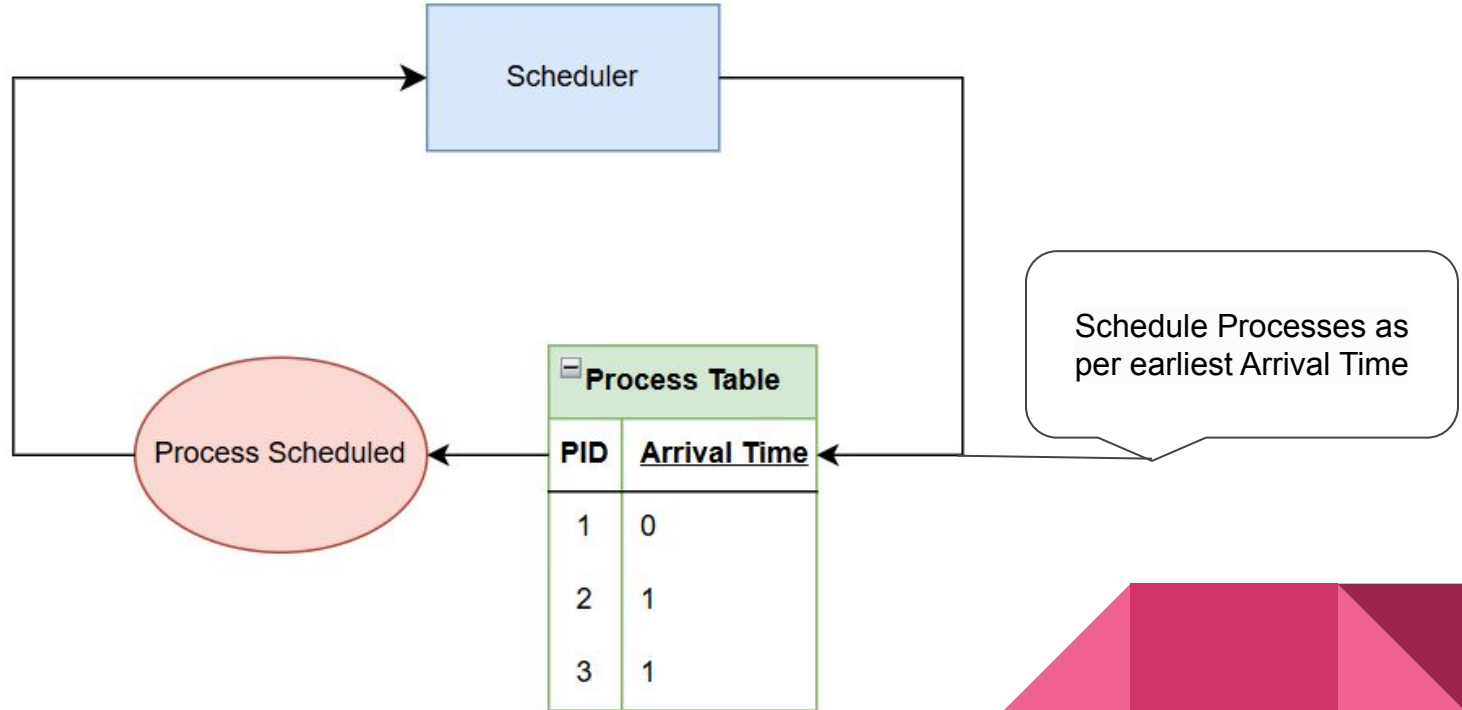 Scheduler
Schedule Processes as
per earliest Arrival Time
Process Scheduled
Process Table
PID Arrival Time
1 0
2 1
3 1